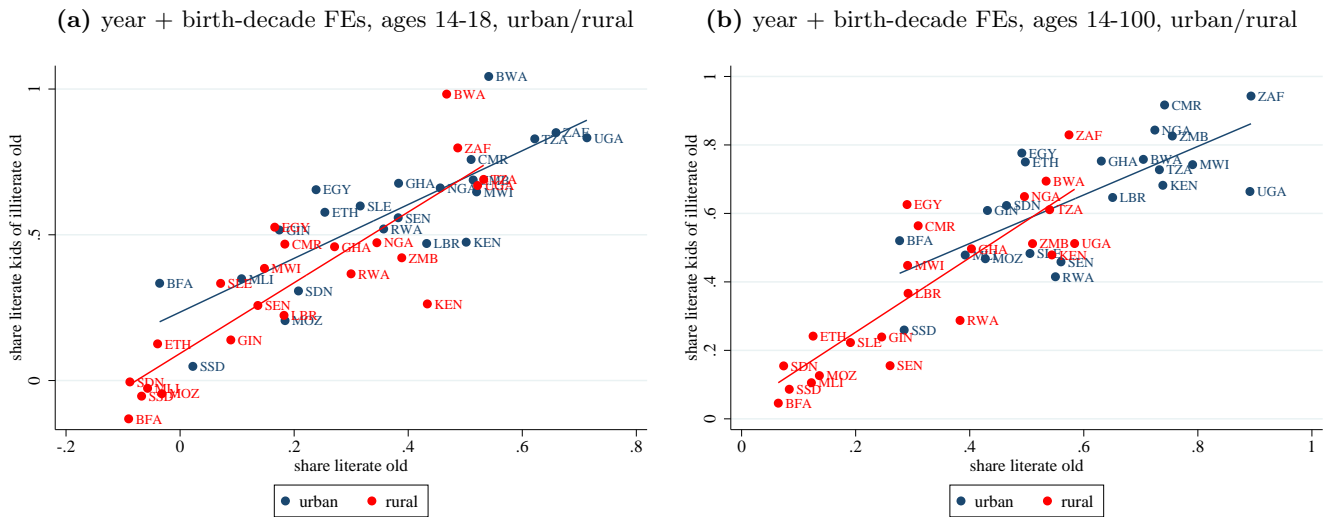 (a) year + birth-decade FEs, ages 14-18, urban/rural
share literate kids of illiterate old
1
.5
0
BWA
BWA
ZAF
UGA
TZA
ZAF
CMR
TZA
UGA
MWI
NGA
GHA
EGY
SLE
ETH
SEN
RWA
EGY
GIN
CMR
GHA
NGA
LBR
KEN
ZMB
MWI
RWA
BFA
SLE
MLI
SDN
SEN
LBR
MOZ
KEN
ETH
GIN
SSD
SDN
MLI
SSD
MOZ
BFA
-.2 0 .2 .4 .6 .8
share literate old
urban rural
(b) year + birth-decade FEs, ages 14-100, urban/rural
share literate kids of illiterate old
1
.8
.6
.4
.2
0
ZAF
CMR
NGA
ZMB
ZAF
EGY
ETH
GHA
BWA
MWI
TZA
BWA
KEN
UGA
NGA
LBR
EGY
SDN
GIN
TZA
CMR
BFA
ZMB
UGA
GHA
SLE
KEN
MLI
MOZ
SEN
MWI
RWA
LBR
RWA
SSD
ETH
GIN
SLE
SDN
SEN
MOZ
MLI
SSD
BFA
0 .2 .4 .6 .8 1
share literate old
urban rural